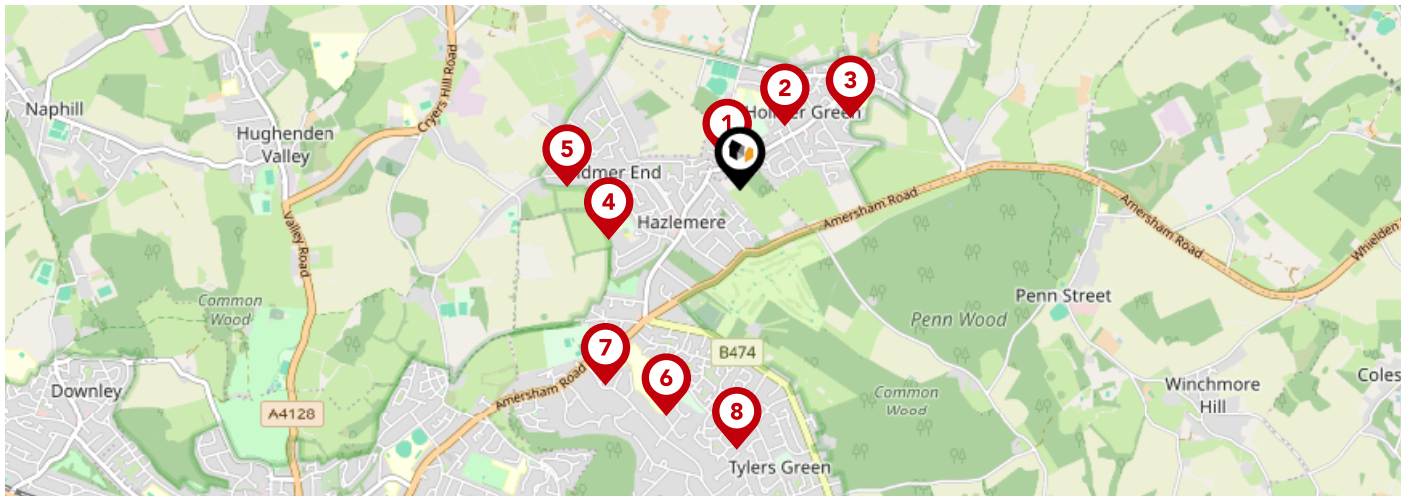 Naphill
Hughenden
Valley
Cryers Hill Road
Valley Road
Common
Wood
Downley
A4128
1
2
3
Green
5
End
4
Hazlemere
Amersham Road
Amersham Road
Whielden
Penn Street
Penn Wood
7
B474
6
Amersham Road
8
Common
Wood
Winchmore
Hill
Coles
Tylers Green